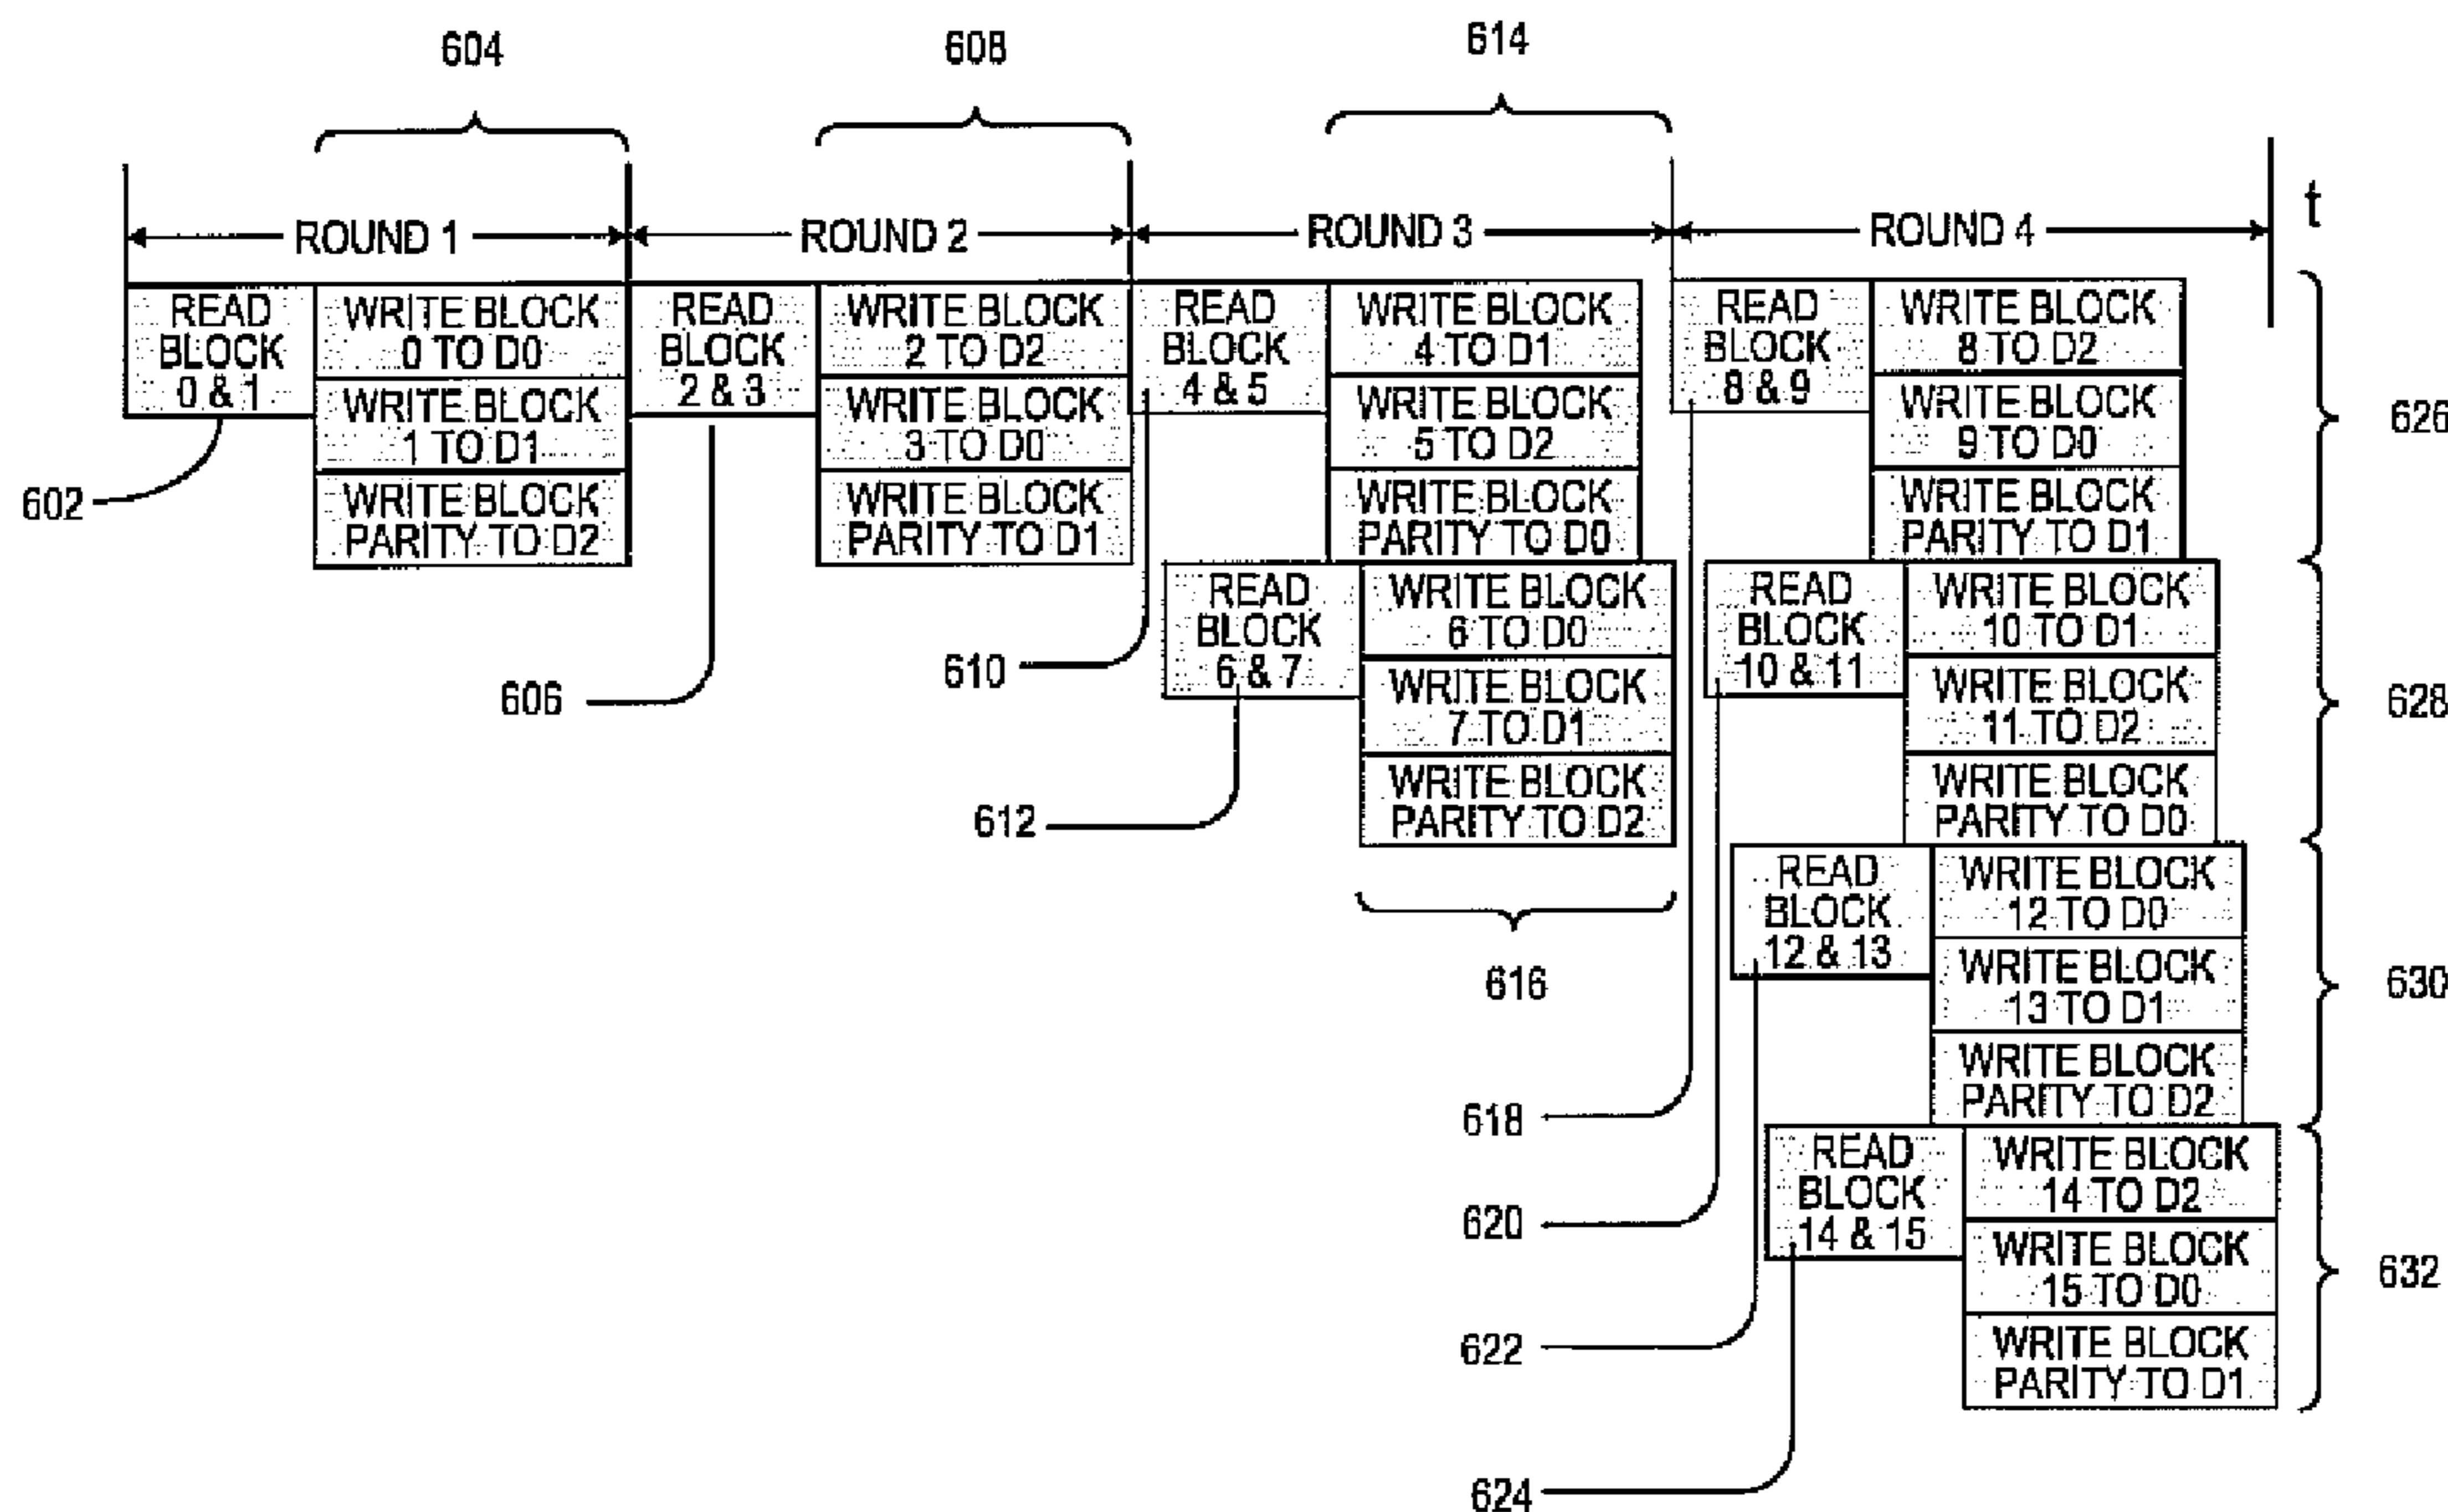 604
608
614
ROUND 1
ROUND 2
ROUND 3
ROUND 4
t
READ
BLOCK
0 & 1
WRITE BLOCK
0 TO D0
WRITE BLOCK
1 TO D1
WRITE BLOCK
PARITY TO D2
602
READ
BLOCK
2 & 3
WRITE BLOCK
2 TO D2
WRITE BLOCK
3 TO D0
WRITE BLOCK
PARITY TO D1
606
READ
BLOCK
4 & 5
WRITE BLOCK
4 TO D1
WRITE BLOCK
5 TO D2
WRITE BLOCK
PARITY TO D0
610
READ
BLOCK
6 & 7
WRITE BLOCK
6 TO D0
WRITE BLOCK
7 TO D1
WRITE BLOCK
PARITY TO D2
612
616
READ
BLOCK
8 & 9
WRITE BLOCK
8 TO D2
WRITE BLOCK
9 TO D0
WRITE BLOCK
PARITY TO D1
626
READ
BLOCK
10 & 11
WRITE BLOCK
10 TO D1
WRITE BLOCK
11 TO D2
WRITE BLOCK
PARITY TO D0
628
READ
BLOCK
12 & 13
WRITE BLOCK
12 TO D0
WRITE BLOCK
13 TO D1
WRITE BLOCK
PARITY TO D2
630
618
READ
BLOCK
14 & 15
WRITE BLOCK
14 TO D2
WRITE BLOCK
15 TO D0
WRITE BLOCK
PARITY TO D1
632
620
622
624